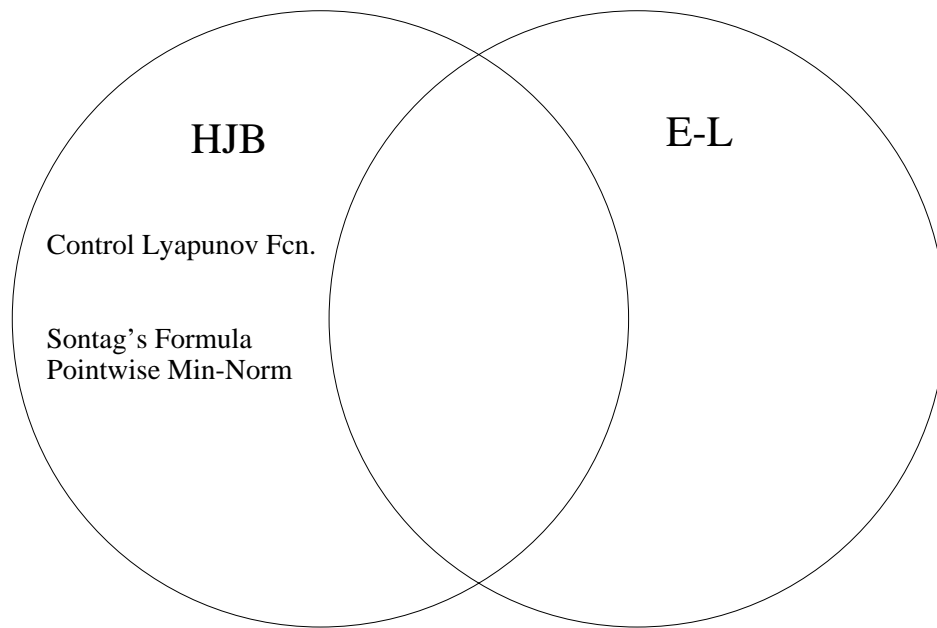 HJB
E-L
Control Lyapunov Fcn.
Sontag’s Formula
Pointwise Min-Norm